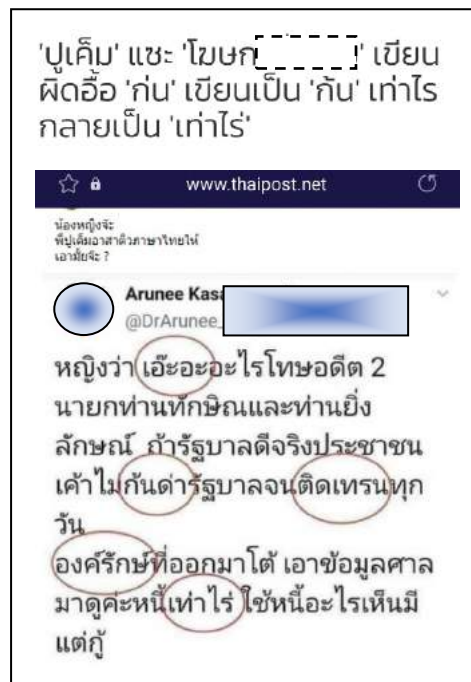 'ปูเค็ม' แซะ 'โฆษก ' เขียน
ผิดอื้อ 'ก่น' เขียนเป็น 'ก้น' เท่าไร
กลายเป็น 'เท่าไร่'
www.thaipost.net
น้องหญิงจ๊ะ
พี่ปูเค็มอาสาติวภาษาไทยให้
เอามั้ยจ๊ะ ?
Arunee Kasa
@DrArunee_
หญิงว่า เอ๊ะอะอะไรโทษอดีต 2
นายกท่านทักษิณและท่านยิ่ง
ลักษณ์ ถ้ารัฐบาลดีจริงประชาชน
เค้าไม่กันด่ารัฐบาลจนติดเทรนทุก
วัน
องค์รักษ์ที่ออกมาโต้ เอาข้อมูลศาล
มาดูค่ะหนี้เท่าไร่ ใช้หนี้อะไรเห็นมี
แต่กู้